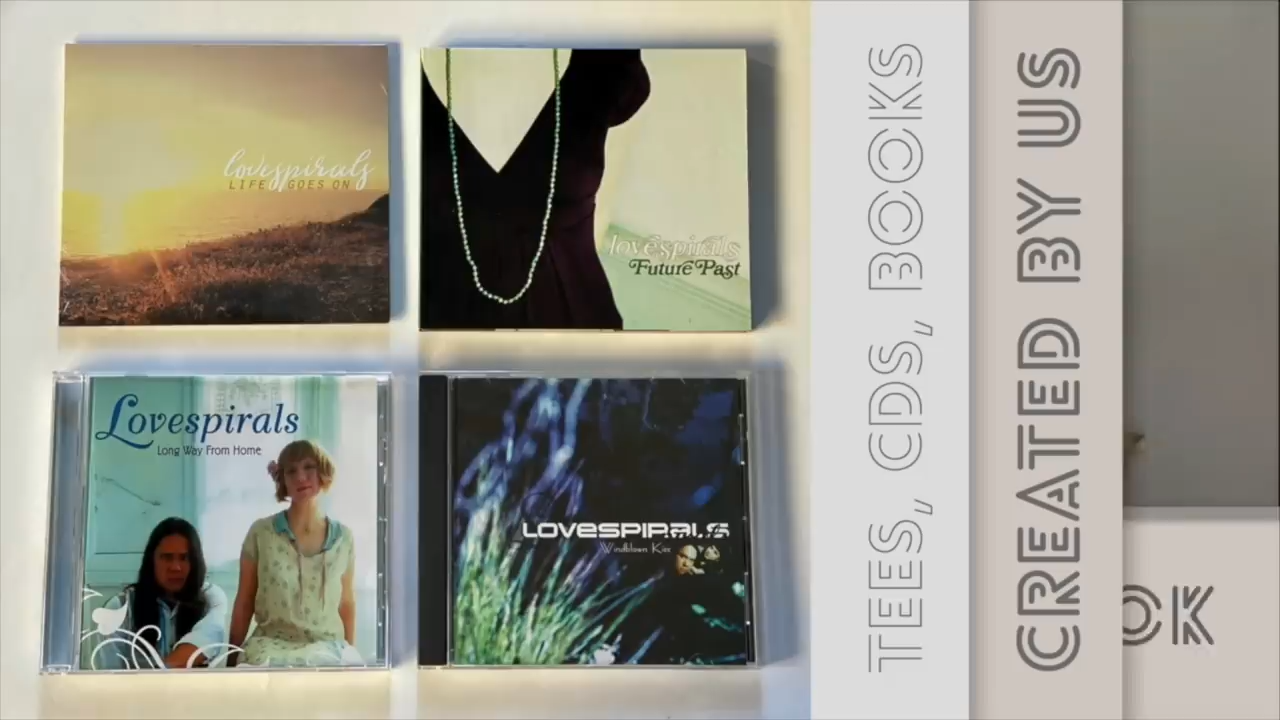 lovespirals
LIFE GOES ON
lovespirals
Future Past
Lovespirals
Long Way From Home
LOVESPIRALS
Windblown Kiss
TEES, CDS, BOOKS
CREATED BY US
CK